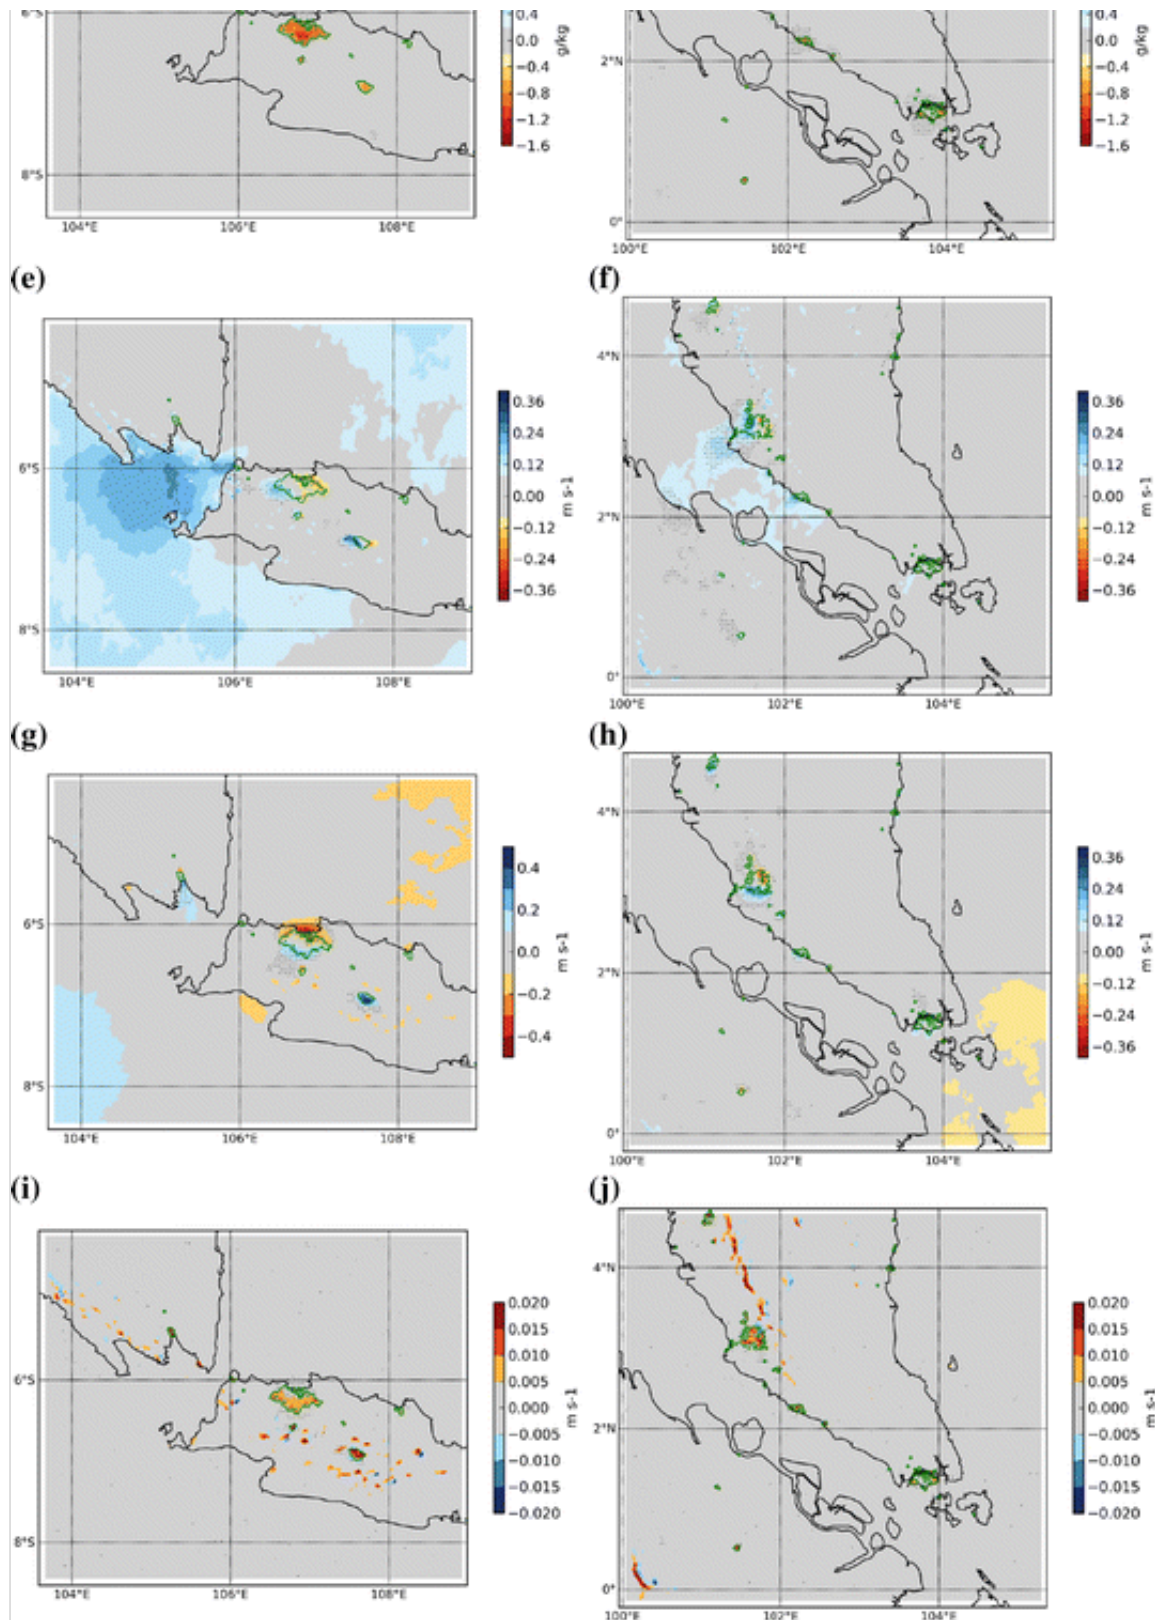 0.4
0.0
−0.4
−0.8
−1.2
−1.6
g/kg
8°S
104°E
106°E
108°E
0.4
0.0
−0.4
−0.8
−1.2
−1.6
g/kg
2°N
0°
100°E
102°E
104°E
(e)
6°S
8°S
104°E
106°E
108°E
0.36
0.24
0.12
0.00
−0.12
−0.24
−0.36
m s-1
(f)
4°N
2°N
0°
100°E
102°E
104°E
0.36
0.24
0.12
0.00
−0.12
−0.24
−0.36
m s-1
(g)
6°S
8°S
104°E
106°E
108°E
0.4
0.2
0.0
−0.2
−0.4
m s-1
(h)
4°N
2°N
0°
100°E
102°E
104°E
0.36
0.24
0.12
0.00
−0.12
−0.24
−0.36
m s-1
(i)
6°S
8°S
104°E
106°E
108°E
0.020
0.015
0.010
0.005
0.000
−0.005
−0.010
−0.015
−0.020
m s-1
(j)
4°N
2°N
0°
100°E
102°E
104°E
0.020
0.015
0.010
0.005
0.000
−0.005
−0.010
−0.015
−0.020
m s-1